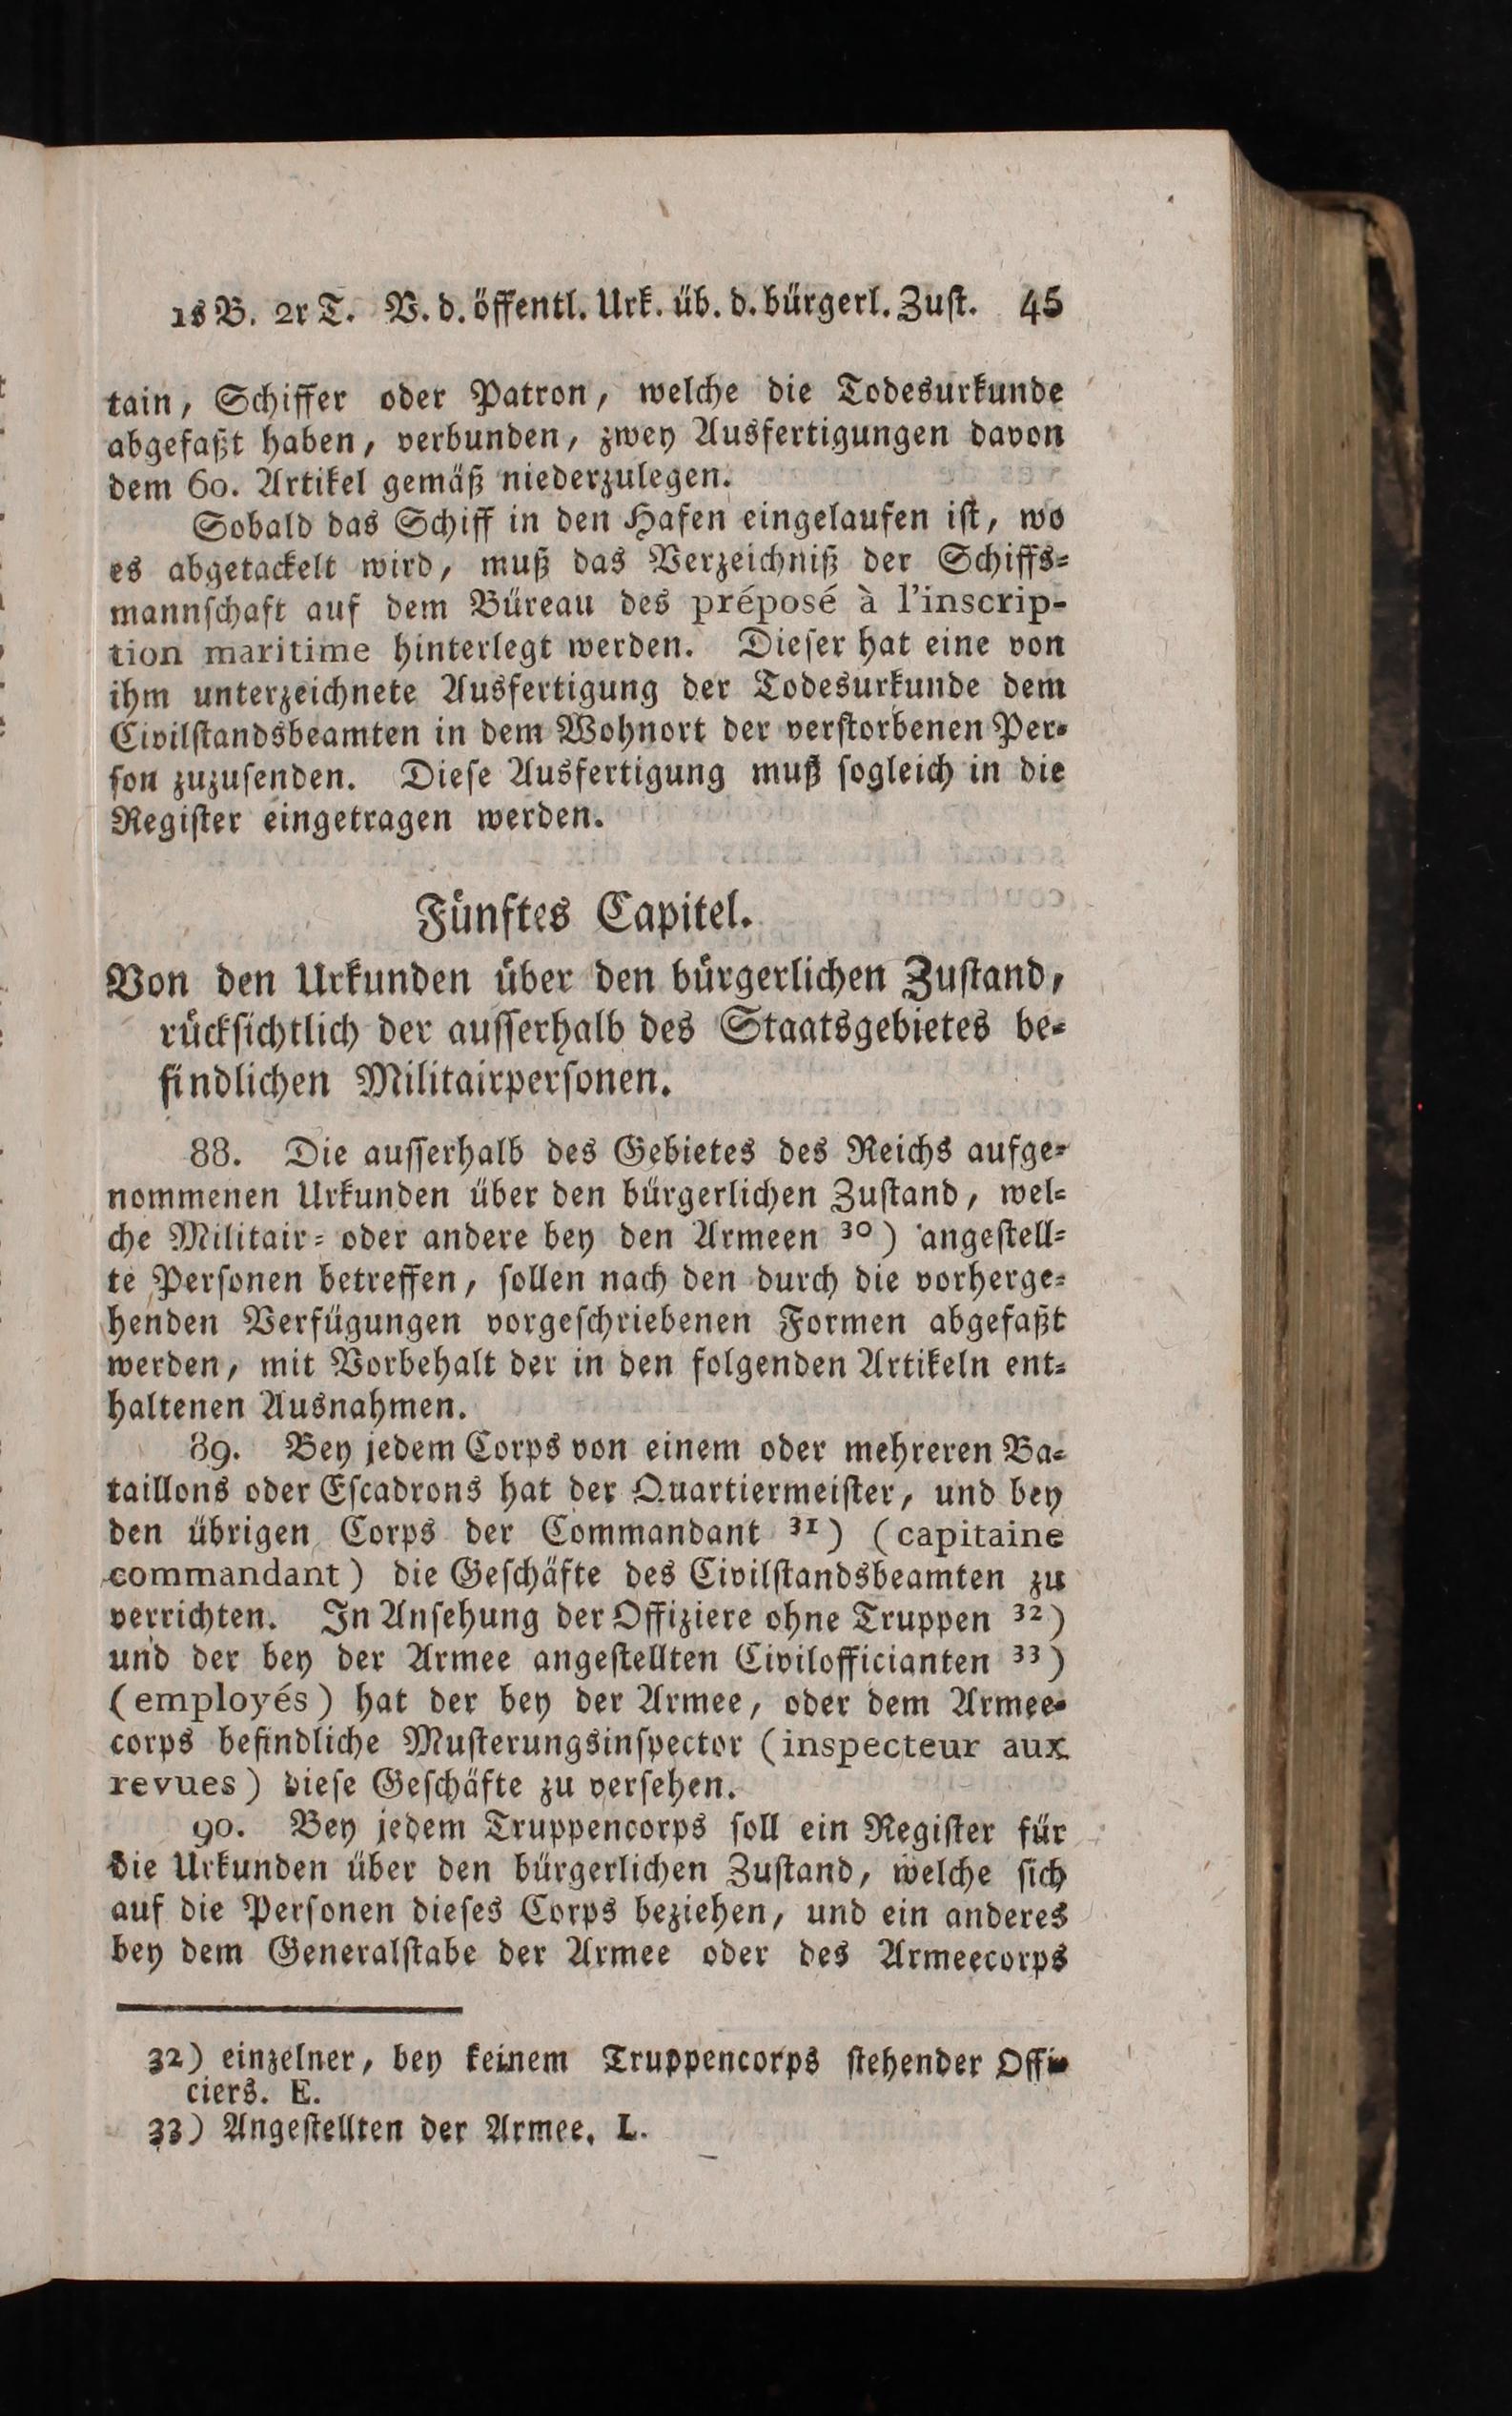 1s B. 2r T. V. d. öffentl. Urk. üb. d. bürgerl. Zust. 45
tain, Schiffer oder Patron, welche die Todesurkunde
abgefaßt haben, verbunden, zwey Ausfertigungen davon
dem 60. Artikel gemäß niederzulegen.
Sobald das Schiff in den Hafen eingelaufen ist, wo
es abgetackelt wird, muß das Verzeichniß der Schiffs-
mannschaft auf dem Büreau des préposé à l'inscrip-
tion maritime hinterlegt werden. Dieser hat eine von
ihm unterzeichnete Ausfertigung der Todesurkunde dem
Civilstandsbeamten in dem Wohnort der verstorbenen Per-
son zuzusenden. Diese Ausfertigung muß sogleich in die
Register eingetragen werden.
Fünftes Capitel.
Von den Urkunden über den bürgerlichen Zustand,
rücksichtlich der ausserhalb des Staatsgebietes be-
findlichen Militairpersonen.
88. Die ausserhalb des Gebietes des Reichs aufge-
nommenen Urkunden über den bürgerlichen Zustand, wel-
che Militair- oder andere bey den Armeen 30) angestell-
te Personen betreffen, sollen nach den durch die vorherge-
henden Verfügungen vorgeschriebenen Formen abgefaßt
werden, mit Vorbehalt der in den folgenden Artikeln ent-
haltenen Ausnahmen.
89. Bey jedem Corps von einem oder mehreren Ba-
taillons oder Escadrons hat der Quartiermeister, und bey
den übrigen Corps der Commandant 31) (capitaine
commandant) die Geschäfte des Civilstandsbeamten zu
verrichten. In Ansehung der Offiziere ohne Truppen 32)
und der bey der Armee angestellten Civilofficianten 33)
(employés) hat der bey der Armee, oder dem Armee-
corps befindliche Musterungsinspector (inspecteur aux
revues) diese Geschäfte zu versehen.
90. Bey jedem Truppencorps soll ein Register für
die Urkunden über den bürgerlichen Zustand, welche sich
auf die Personen dieses Corps beziehen, und ein anderes
bey dem Generalstabe der Armee oder des Armeecorps
32) einzelner, bey keinem Truppencorps stehender Offi-
ciers. E.
33) Angestellten der Armee. L.